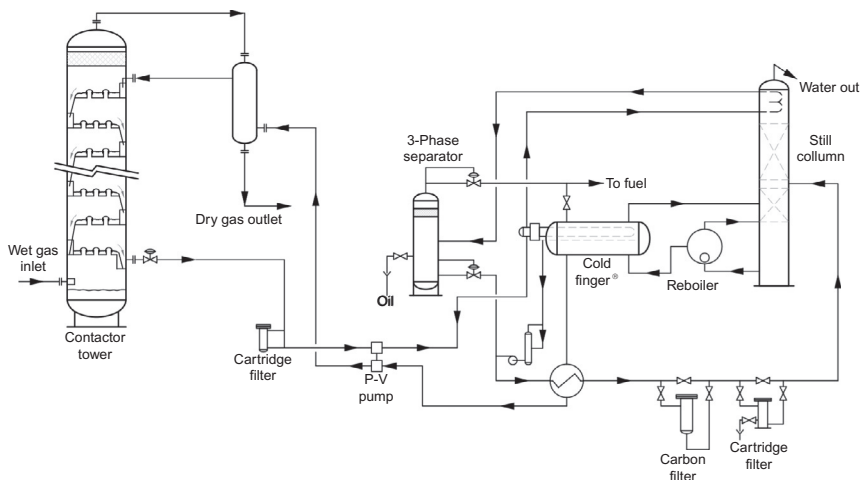 Water out
3-Phase
separator
Still
collumn
To fuel
Dry gas outlet
Wet gas
inlet
Cold
finger®
Reboiler
Oil
Contactor
tower
Cartridge
filter
P-V
pump
Carbon
filter
Cartridge
filter